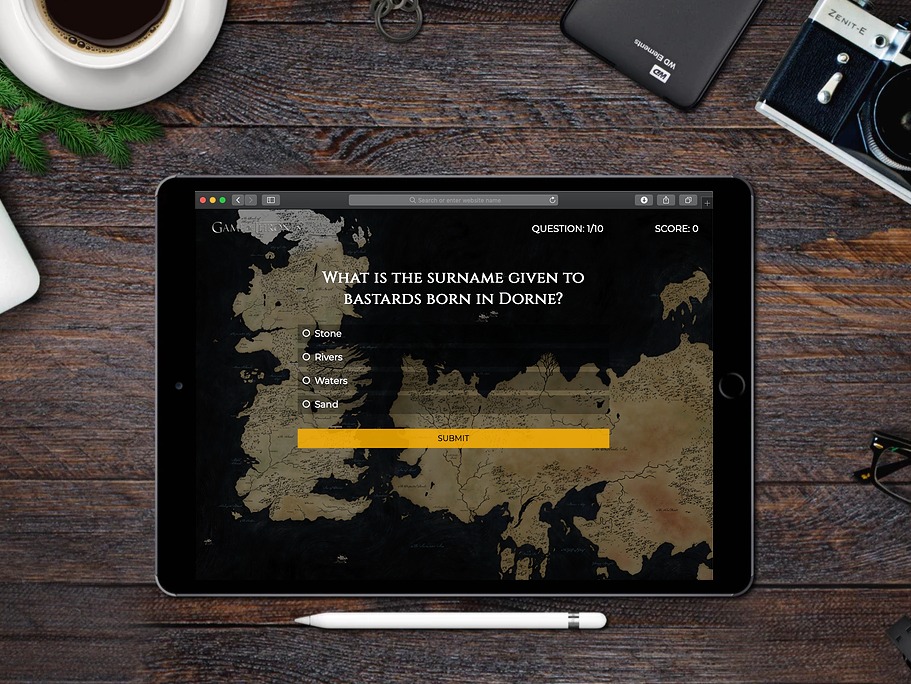 ZENIT-E
WD Elements
WD
Search or enter website name
GAME THRONES
QUESTION: 1/10
SCORE: 0
WHAT IS THE SURNAME GIVEN TO
BASTARDS BORN IN DORNE?
Stone
Rivers
Waters
Sand
SUBMIT